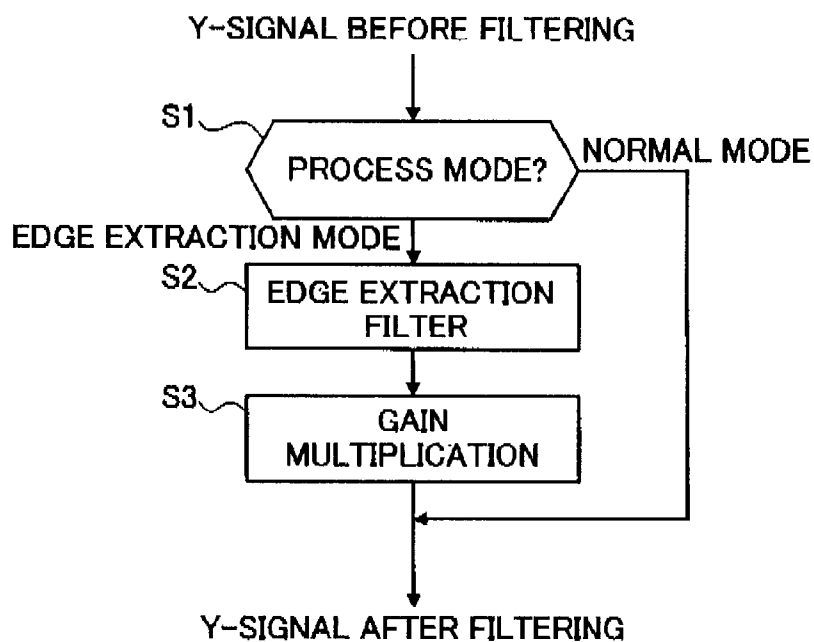 Y-SIGNAL BEFORE FILTERING
S1
PROCESS MODE?
NORMAL MODE
EDGE EXTRACTION MODE
S2
EDGE EXTRACTION
FILTER
S3
GAIN
MULTIPLICATION
Y-SIGNAL AFTER FILTERING